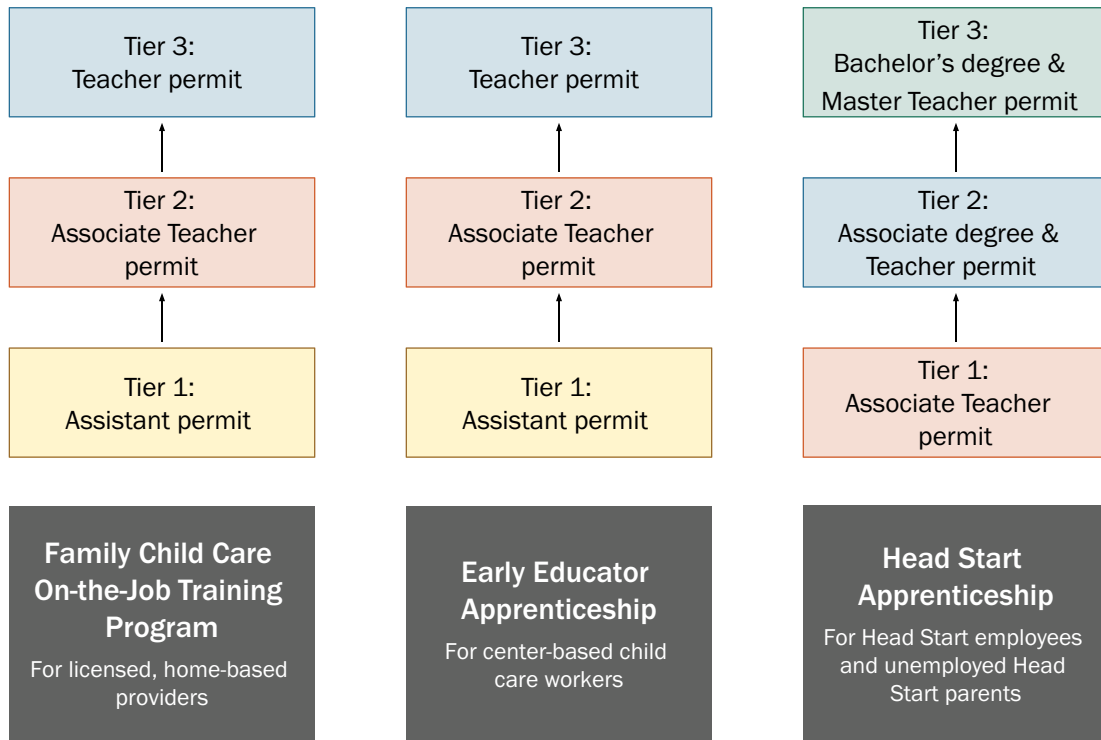 Tier 3:
Teacher permit
Tier 3:
Teacher permit
Tier 3:
Bachelor’s degree &
Master Teacher permit
Tier 2:
Associate Teacher
permit
Tier 2:
Associate Teacher
permit
Tier 2:
Associate degree &
Teacher permit
Tier 1:
Assistant permit
Tier 1:
Assistant permit
Tier 1:
Associate Teacher
permit
Family Child Care
On-the-Job Training
Program
For licensed, home-based
providers
Early Educator
Apprenticeship
For center-based child
care workers
Head Start
Apprenticeship
For Head Start employees
and unemployed Head
Start parents